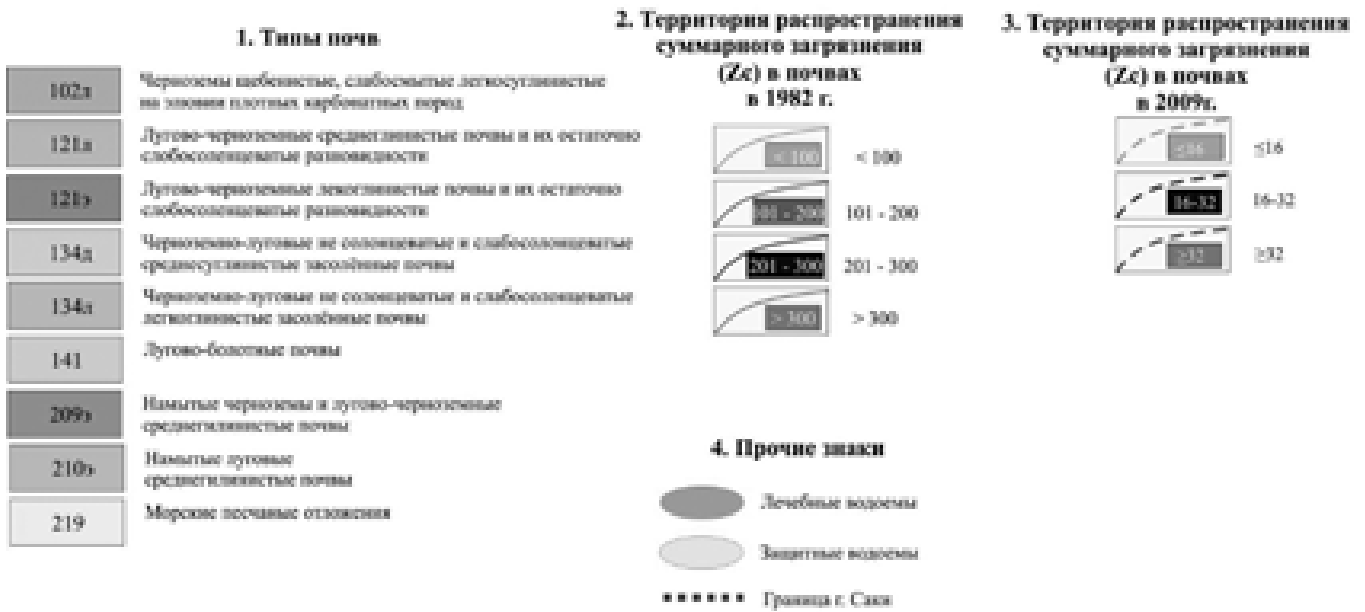 1. Типы почв
102л
Черноземы щебенистые, слабосмытые легкосуглинистые
на элювии плотных карбонатных пород
121л
Лугово-черноземные среднеглинистые почвы и их остаточно
слобосоленцеватые разновидности
121э
Лугово-черноземные лекоглинистые почвы и их остаточно
слобосоленцеватые разновидности
134д
Черноземно-луговые не солонцеватые и слабосолонцеватые
среднесуглинистые засолённые почвы
134л
Черноземно-луговые не солонцеватые и слабосолонцеватые
легкоглинистые засолённые почвы
141
Лугово-болотные почвы
209э
Намытые черноземы и лугово-черноземные
среднегилинистые почвы
210э
Намытые луговые
среднегилинистые почвы
219
Морские песчаные отложения
2. Территория распространения
суммарного загрязнения
(Zc) в почвах
в 1982 г.
< 100 < 100
101 - 200 101 - 200
201 - 300 201 - 300
> 300 > 300
3. Территория распространения
суммарного загрязнения
(Zc) в почвах
в 2009г.
≤16 ≤16
16-32 16-32
≥32 ≥32
4. Прочие знаки
Лечебные водоемы
Защитные водоемы
Граница г. Саки